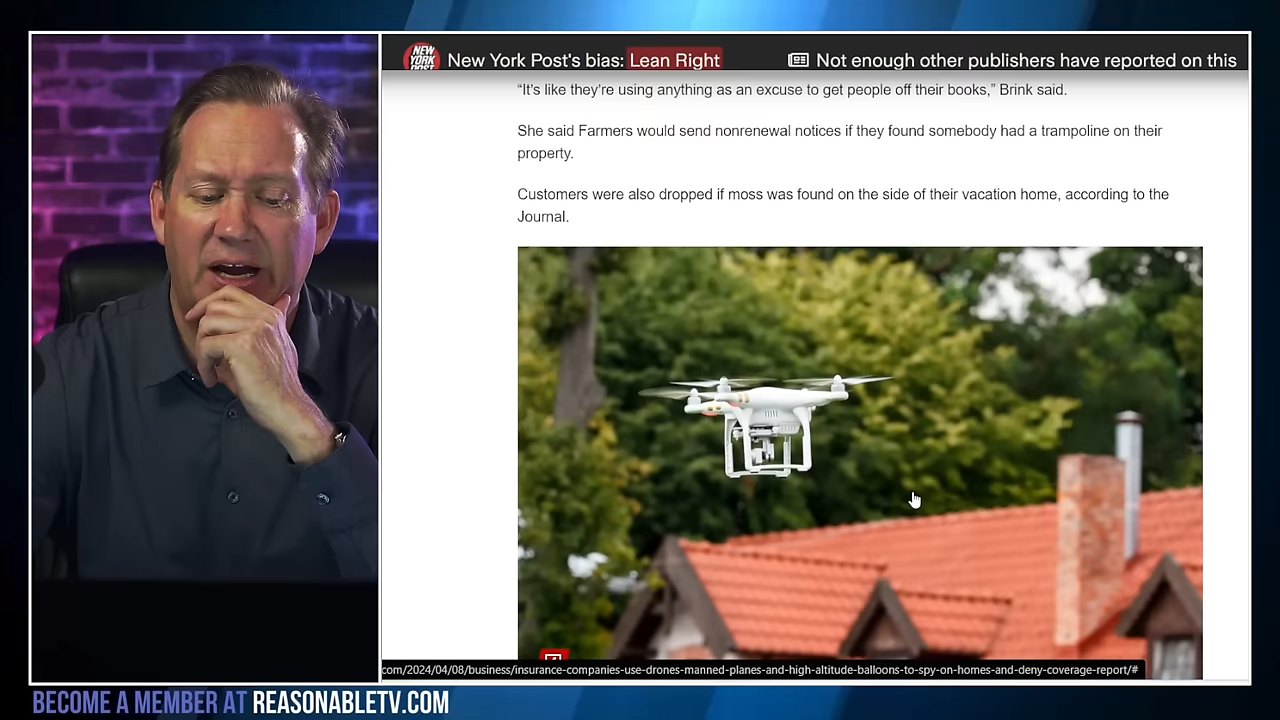 NEW YORK POST
New York Post's bias: Lean Right
Not enough other publishers have reported on this
“It's like they're using anything as an excuse to get people off their books,” Brink said.
She said Farmers would send nonrenewal notices if they found somebody had a trampoline on their
property.
Customers were also dropped if moss was found on the side of their vacation home, according to the
Journal.
com/2024/04/08/business/insurance-companies-use-drones-manned-planes-and-high-altitude-balloons-to-spy-on-homes-and-deny-coverage-report/#
BECOME A MEMBER AT REASONABLETV.COM